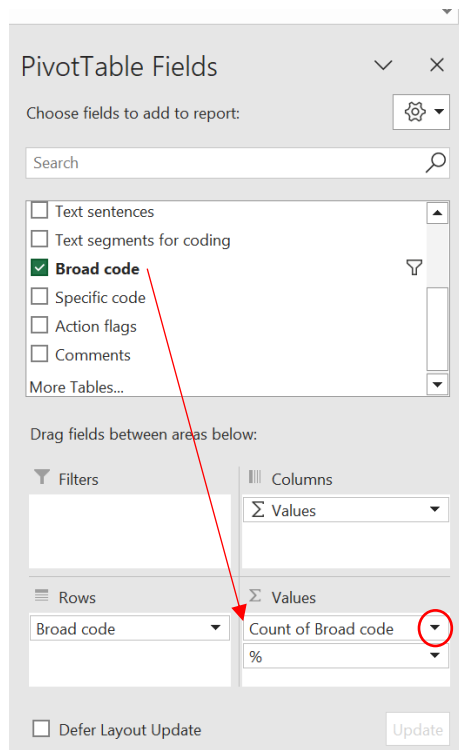 PivotTable Fields
Choose fields to add to report:
Search
Text sentences
Text segments for coding
Broad code
Specific code
Action flags
Comments
More Tables...
Drag fields between areas below:
Filters
Columns
Σ Values
Rows
Σ Values
Broad code
Count of Broad code
%
Defer Layout Update
Update